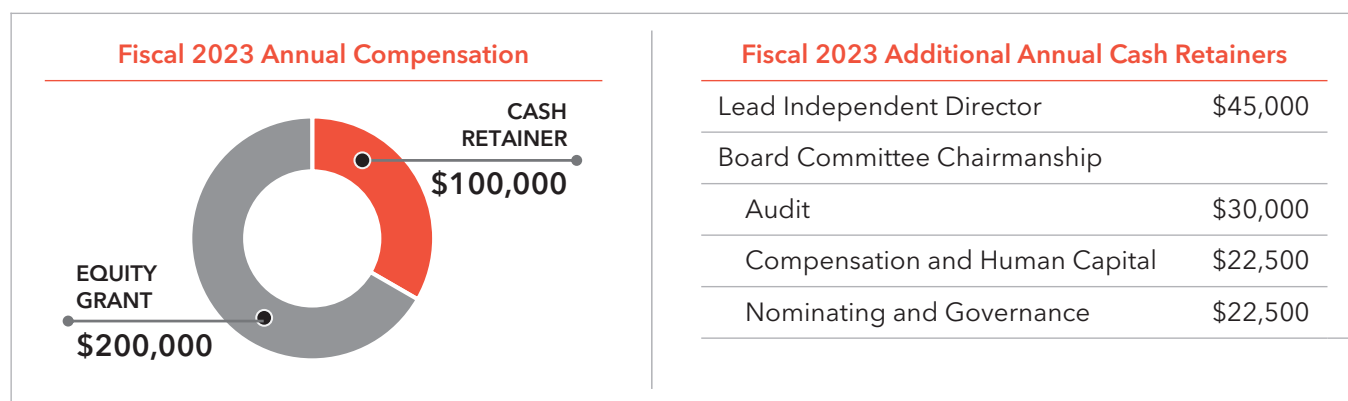 Fiscal 2023 Annual Compensation
CASH
RETAINER
$100,000
EQUITY
GRANT
$200,000
Fiscal 2023 Additional Annual Cash Retainers
Lead Independent Director $45,000
Board Committee Chairmanship
Audit $30,000
Compensation and Human Capital $22,500
Nominating and Governance $22,500